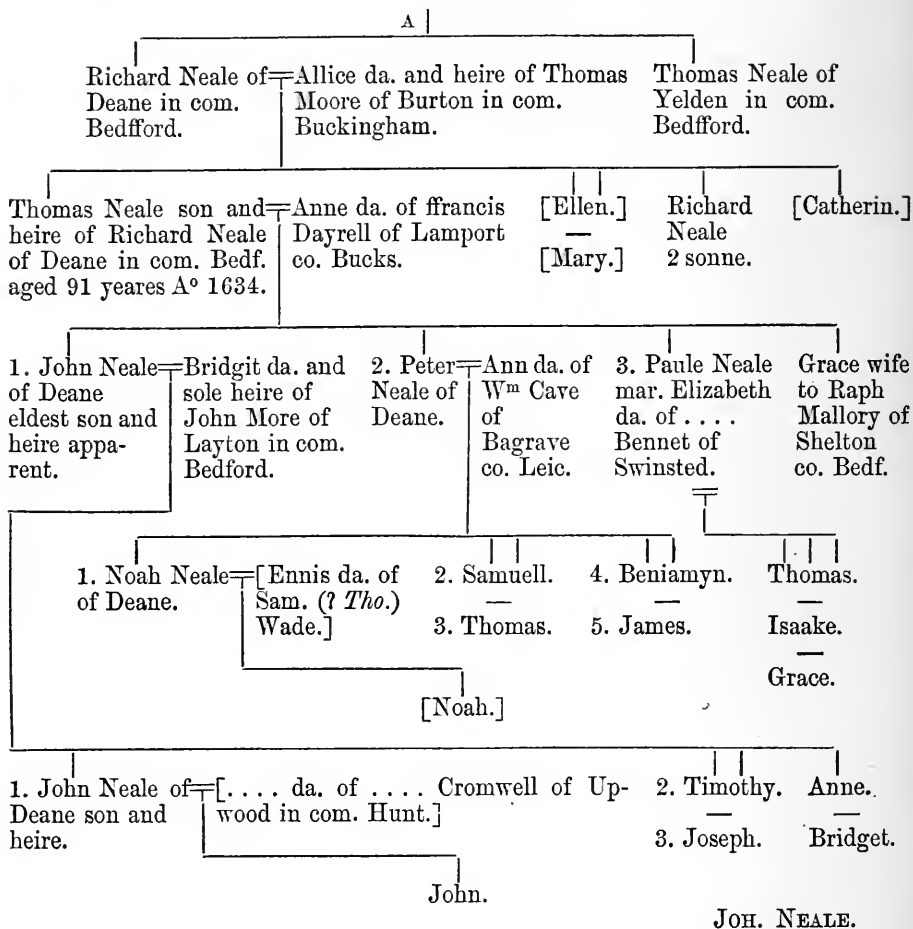 A
Richard Neale of
Deane in com.
Bedfford.
Allice da. and heire of Thomas
Moore of Burton in com.
Buckingham.
Thomas Neale of
Yelden in com.
Bedfford.
Thomas Neale son and
heire of Richard Neale
of Deane in com. Bedf.
aged 91 yeares Aº 1634.
Anne da. of ffrancis
Dayrell of Lamport
co. Bucks.
[Ellen.]
—
[Mary.]
Richard
Neale
2 sonne.
[Catherin.]
1. John Neale
of Deane
eldest son and
heire appa-
rent.
Bridgit da. and
sole heire of
John More of
Layton in com.
Bedford.
2. Peter
Neale of
Deane.
Ann da. of
Wᵐ Cave
of
Bagrave
co. Leic.
3. Paule Neale
mar. Elizabeth
da. of ....
Bennet of
Swinsted.
Grace wife
to Raph
Mallory of
Shelton
co. Bedf.
1. Noah Neale
of Deane.
[Ennis da. of
Sam. (? Tho.)
Wade.]
2. Samuell.
—
3. Thomas.
4. Beniamyn.
—
5. James.
Thomas.
—
Isaake.
—
Grace.
[Noah.]
1. John Neale of
Deane son and
heire.
[.... da. of .... Cromwell of Up-
wood in com. Hunt.]
2. Timothy.
—
3. Joseph.
Anne.
—
Bridget.
John.
JOH. NEALE.